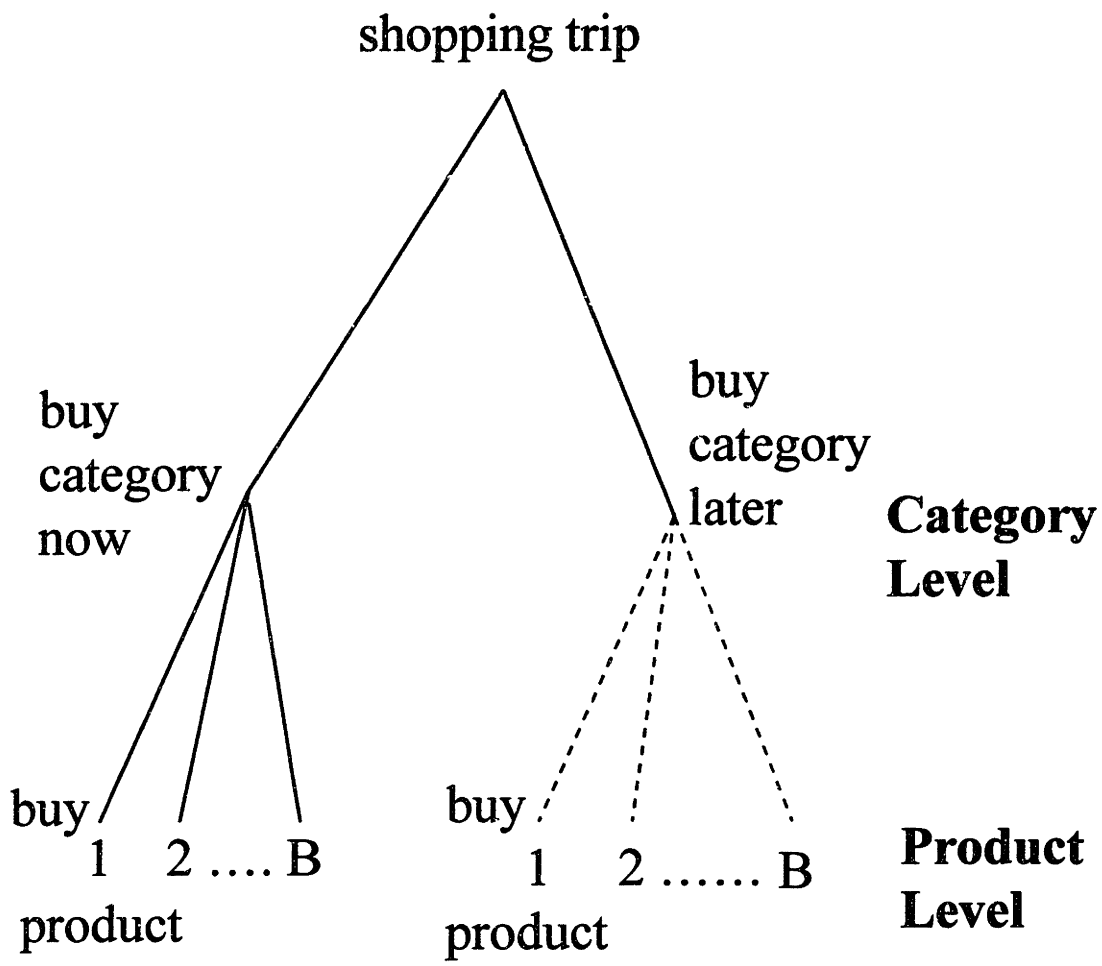 shopping trip
buy
category
now
buy
category
later
Category
Level
buy
1 2 .... B
product
buy
1 2 ...... B
product
Product
Level